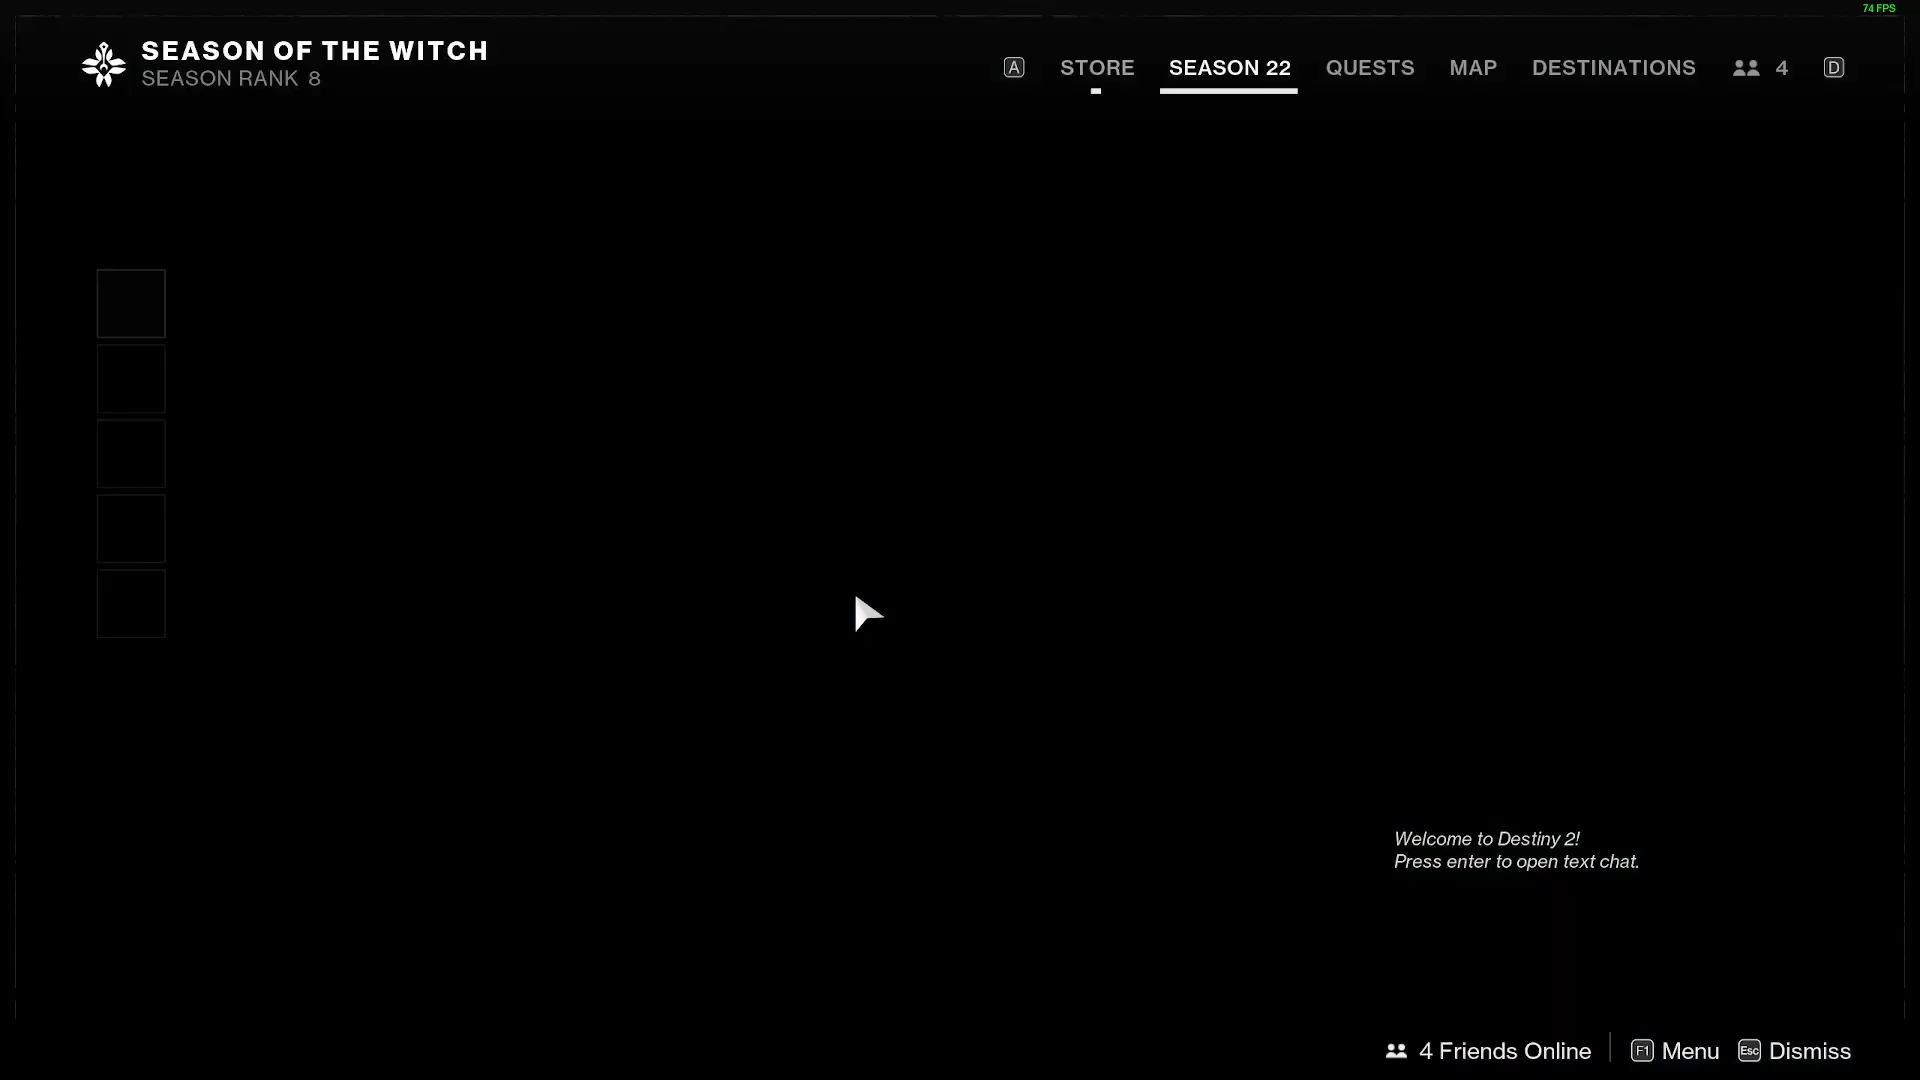 74 FPS
SEASON OF THE WITCH
SEASON RANK 8
A STORE SEASON 22 QUESTS MAP DESTINATIONS 4 D
Welcome to Destiny 2!
Press enter to open text chat.
4 Friends Online F1 Menu Esc Dismiss